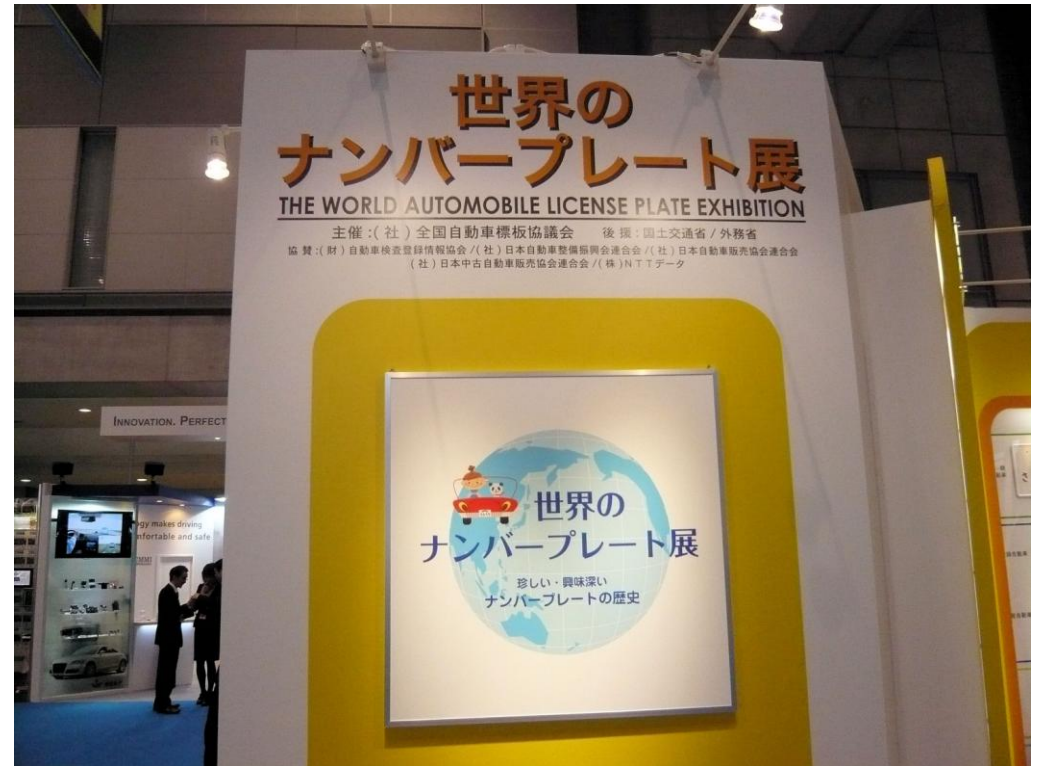 世界の
ナンバープレート展
THE WORLD AUTOMOBILE LICENSE PLATE EXHIBITION
主催:(社)全国自動車標板協議会 後援:国土交通省/外務省
協賛:(財)自動車検査登録情報協会/(社)日本自動車整備振興会連合会/(社)日本自動車販売協会連合会
(社)日本中古自動車販売協会連合会/(株)NTTデータ
世界の
ナンバープレート展
珍しい・興味深い
ナンバープレートの歴史
INNOVATION. PERFECT
gy makes driving
mfortable and safe
さ